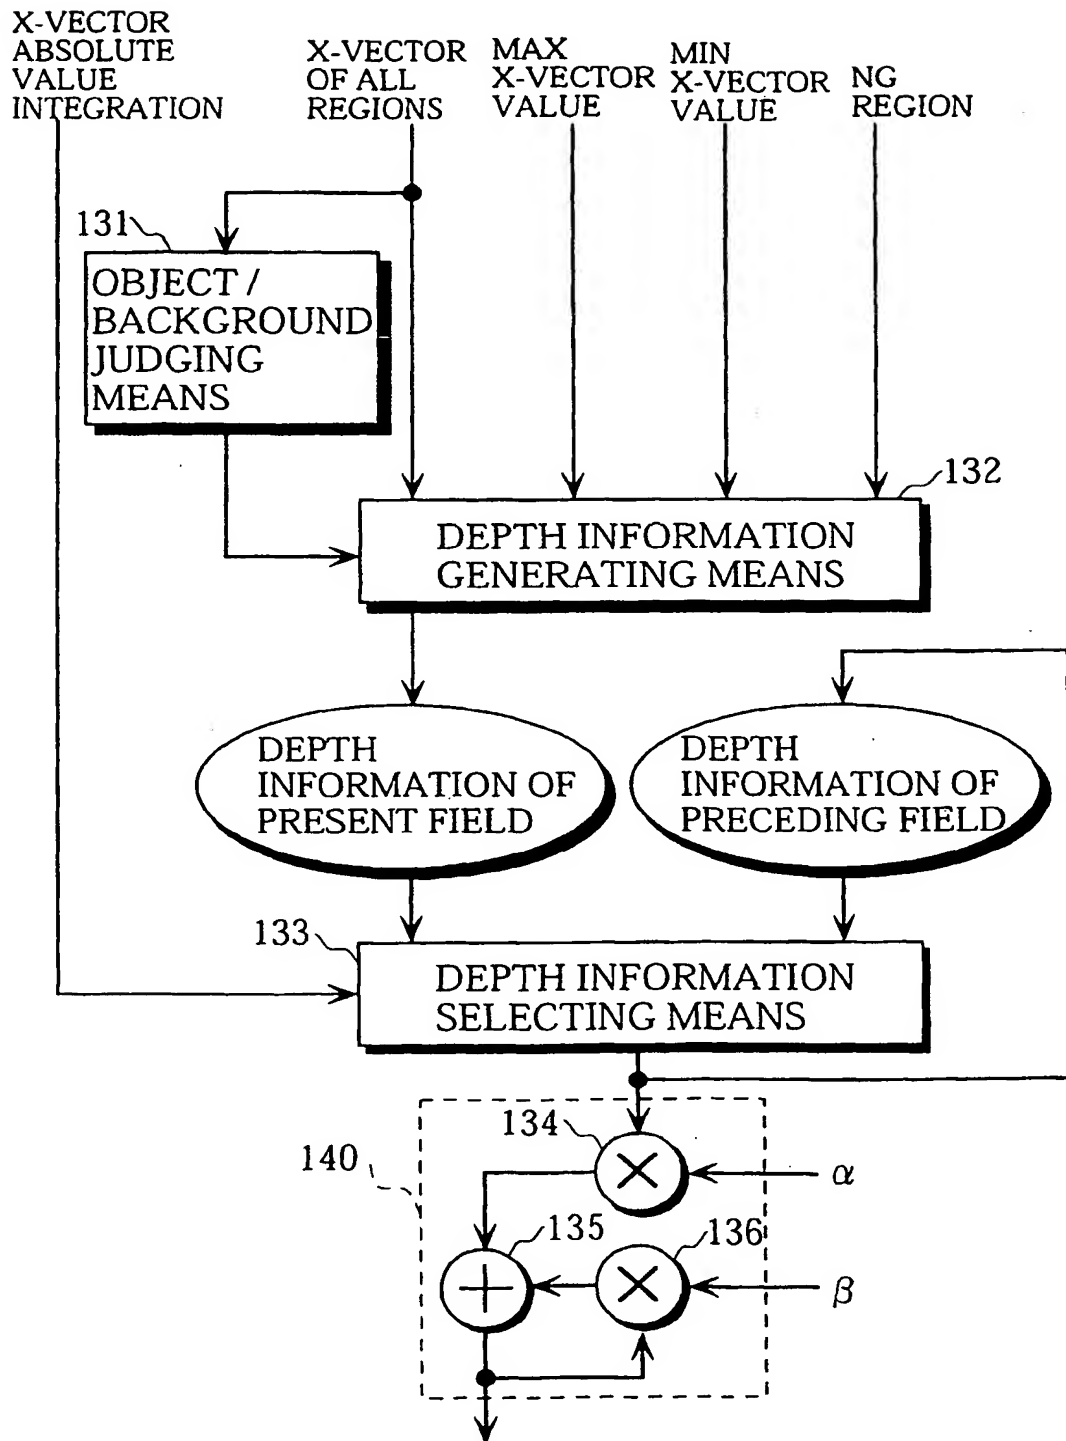 X-VECTOR
ABSOLUTE
VALUE
INTEGRATION
X-VECTOR
OF ALL
REGIONS
MAX
X-VECTOR
VALUE
MIN
X-VECTOR
VALUE
NG
REGION
131
OBJECT /
BACKGROUND
JUDGING
MEANS
132
DEPTH INFORMATION
GENERATING MEANS
DEPTH
INFORMATION OF
PRESENT FIELD
DEPTH
INFORMATION OF
PRECEDING FIELD
133
DEPTH INFORMATION
SELECTING MEANS
134
140
α
135
136
β